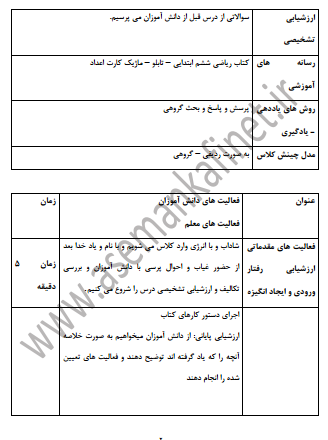 ارزشیابی
تشخیصی
سوالاتی از درس قبل از دانش آموزان می پرسیم.
رسانه های
آموزشی
کتاب ریاضی ششم ابتدایی – تابلو – ماژیک کارت اعداد
روش های یاددهی
- یادگیری
پرسش و پاسخ و بحث گروهی
مدل چینش کلاس
به صورت ردیفی – گروهی
عنوان
فعالیت های دانش آموزان
فعالیت های معلم
زمان
فعالیت های مقدماتی
ارزشیابی رفتار
ورودی و ایجاد انگیزه
شاداب و با انرژی وارد کلاس می شویم و با نام و یاد خدا بعد
از حضور غیاب و احوال پرسی با دانش آموزان و بررسی
تکالیف و ارزشیابی تشخیصی درس را شروع می کنیم.
زمان ۵
دقیقه
اجرای دستور کارهای کتاب
ارزشیابی پایانی: از دانش آموزان میخواهیم به صورت خلاصه
آنچه را که یاد گرفته اند توضیح دهند و فعالیت های تعیین
شده را انجام دهند
www.asemankafinet.ir